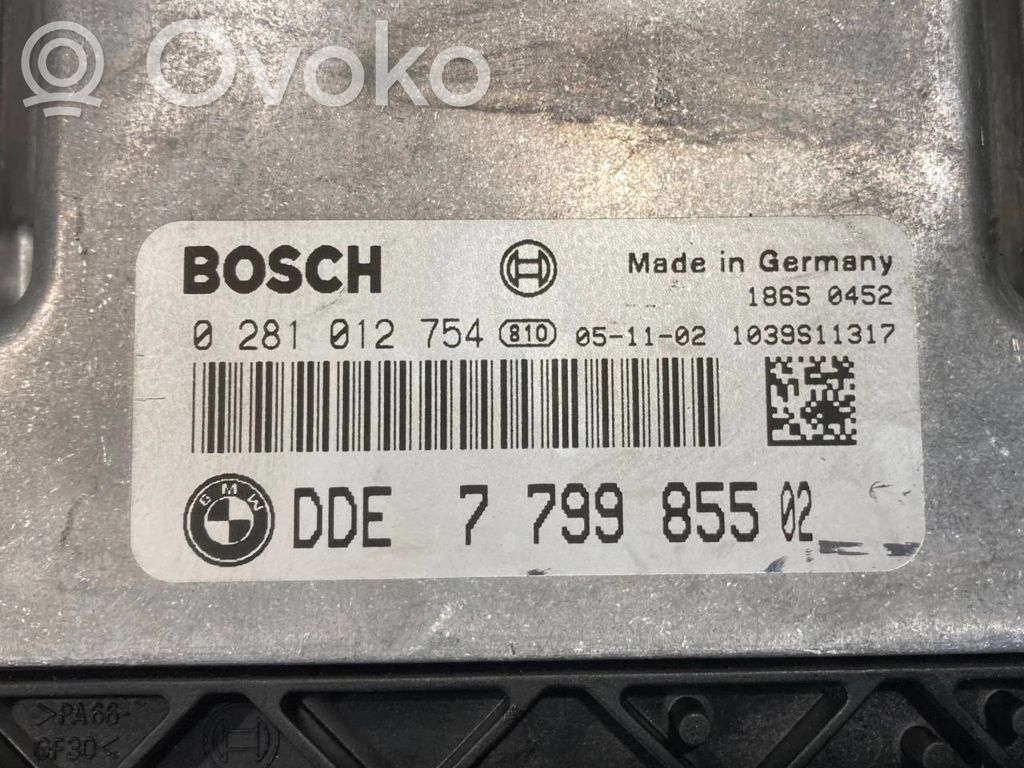 Ovoko
BOSCH Made in Germany
1865 0452
0 281 012 754 810 05-11-02 1039S11317
BMW DDE 7 799 855 02
>PA66-
GF30<